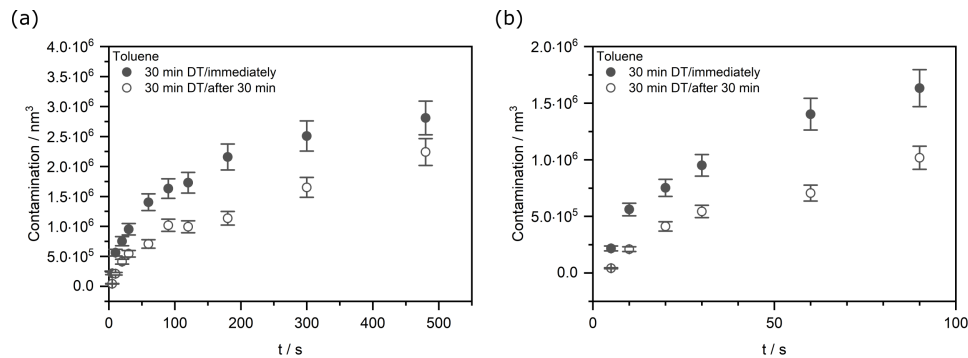 (a)
4.0·10⁶
3.5·10⁶
3.0·10⁶
2.5·10⁶
2.0·10⁶
1.5·10⁶
1.0·10⁶
5.0·10⁵
0.0
Contamination / nm³
Toluene
30 min DT/immediately
30 min DT/after 30 min
0 100 200 300 400 500
t / s
(b)
2.0·10⁶
1.5·10⁶
1.0·10⁶
5.0·10⁵
0.0
Contamination / nm³
Toluene
30 min DT/immediately
30 min DT/after 30 min
0 50 100
t / s